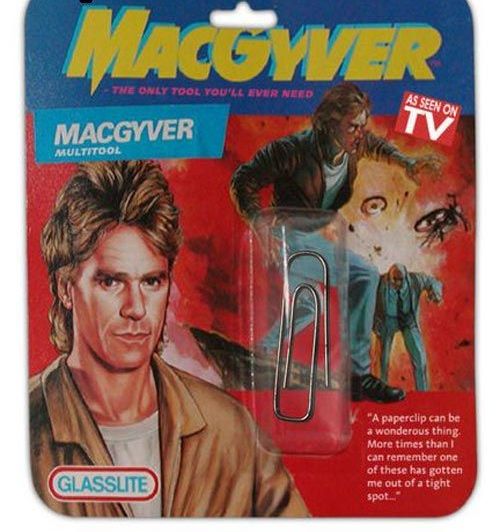 MACGYVER
- THE ONLY TOOL YOU'LL EVER NEED
AS SEEN ON
TV
MACGYVER
MULTITOOL
"A paperclip can be
a wonderous thing.
More times than I
can remember one
of these has gotten
me out of a tight
spot..."
GLASSLITE